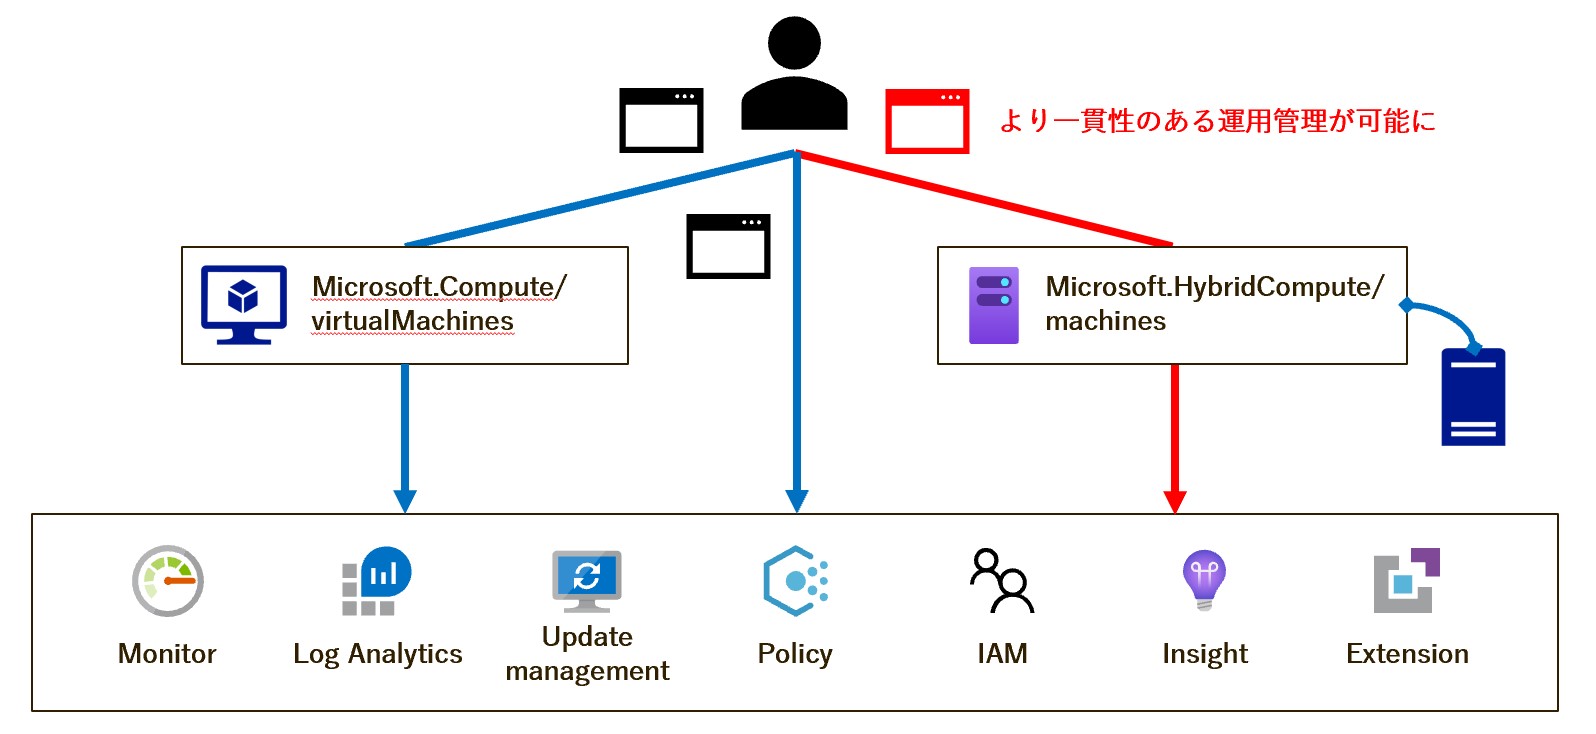 より一貫性のある運用管理が可能に
Microsoft.Compute/
virtualMachines
Microsoft.HybridCompute/
machines
Monitor
Log Analytics
Update
management
Policy
IAM
Insight
Extension